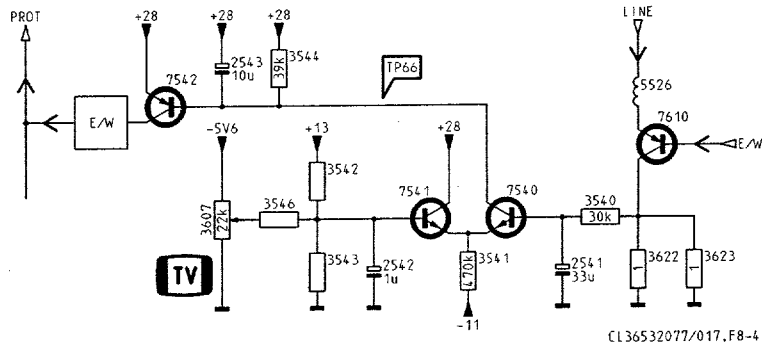 PROT
+28
+28
+28
LINE
7542
2543
10u
3544
39k
TP66
5526
7610
E/W
E/W
-5V6
+13
+28
3542
7541
7540
3540
30k
3546
3607
22k
3543
2542
1u
3541
470k
2541
33u
3622
1
3623
1
TV
-11
CL36532077/017,F8-4